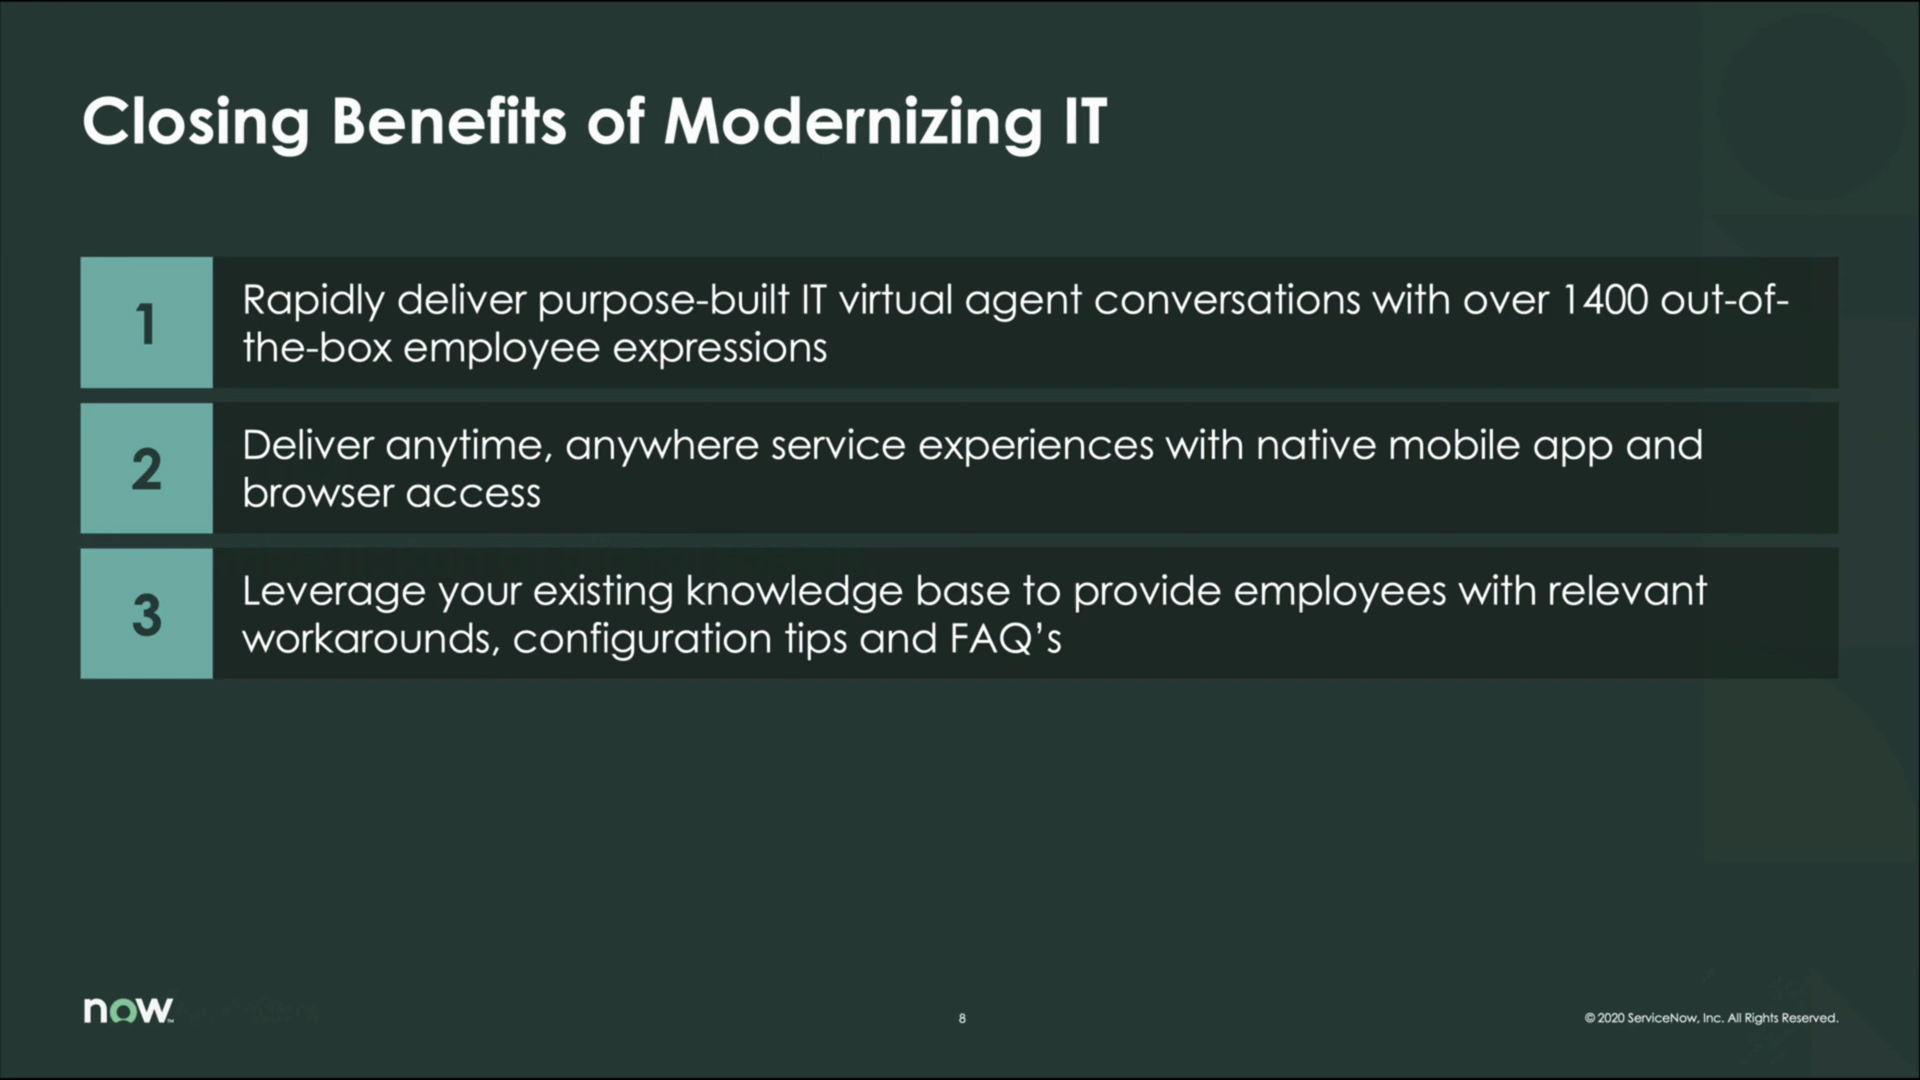 Closing Benefits of Modernizing IT
1
Rapidly deliver purpose-built IT virtual agent conversations with over 1400 out-of-
the-box employee expressions
2
Deliver anytime, anywhere service experiences with native mobile app and
browser access
3
Leverage your existing knowledge base to provide employees with relevant
workarounds, configuration tips and FAQ’s
now™
8
© 2020 ServiceNow, Inc. All Rights Reserved.